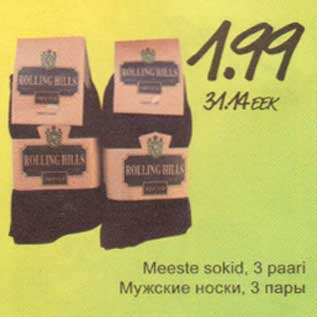 1.99
31.14 EEK
ROLLING HILLS
ROLLING HILLS
ROLLING HILLS
ROLLING HILLS
Meeste sokid, 3 paari
Мужские носки, 3 пары